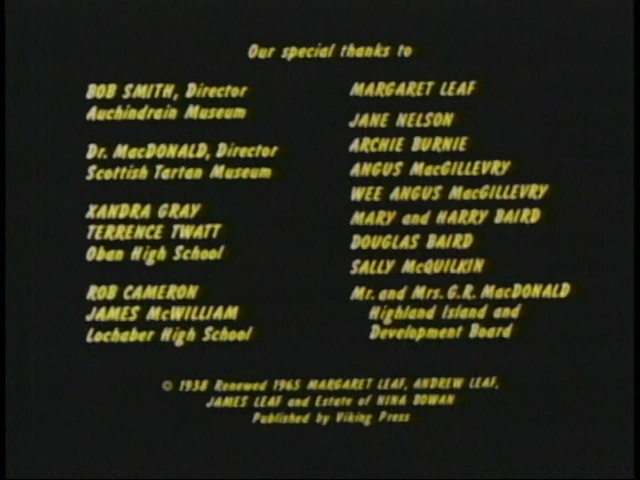 Our special thanks to
BOB SMITH, Director
Auchindrain Museum
Dr. MacDONALD, Director
Scottish Tartan Museum
XANDRA GRAY
TERRENCE TWATT
Oban High School
ROB CAMERON
JAMES McWILLIAM
Lochaber High School
MARGARET LEAF
JANE NELSON
ARCHIE BURNIE
ANGUS MacGILLEVRY
WEE ANGUS MacGILLEVRY
MARY and HARRY BAIRD
DOUGLAS BAIRD
SALLY McQUILKIN
Mr. and Mrs. G.R. MacDONALD
Highland Island and
Development Board
© 1938 Renewed 1965 MARGARET LEAF, ANDREW LEAF,
JAMES LEAF and Estate of NINA BOWAN
Published by Viking Press